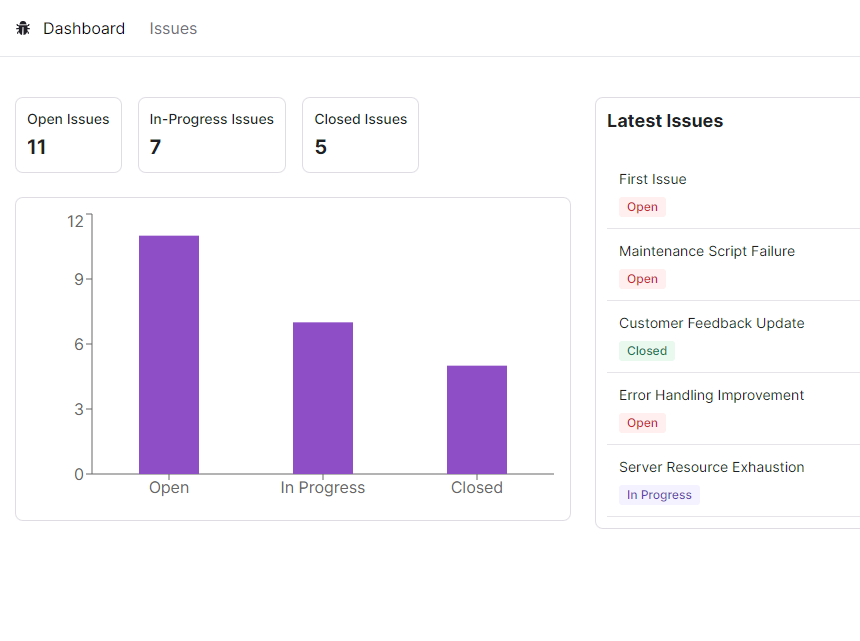 Dashboard Issues
Open Issues
11
In-Progress Issues
7
Closed Issues
5
12
9
6
3
0
Open In Progress Closed
Latest Issues
First Issue
Open
Maintenance Script Failure
Open
Customer Feedback Update
Closed
Error Handling Improvement
Open
Server Resource Exhaustion
In Progress